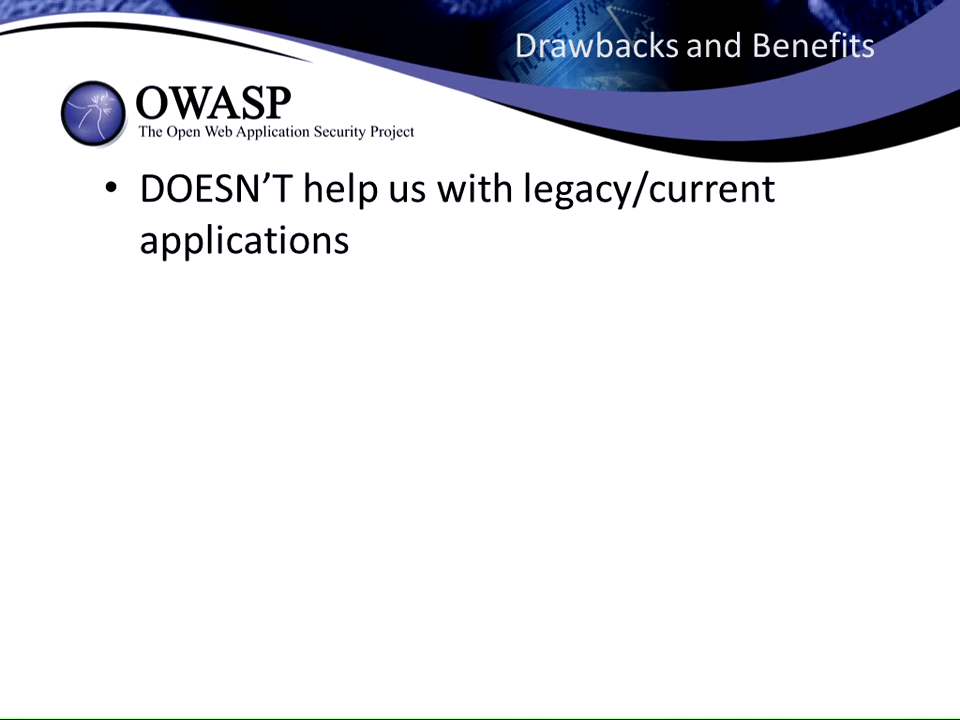 Drawbacks and Benefits
OWASP
The Open Web Application Security Project
• DOESN’T help us with legacy/current
applications